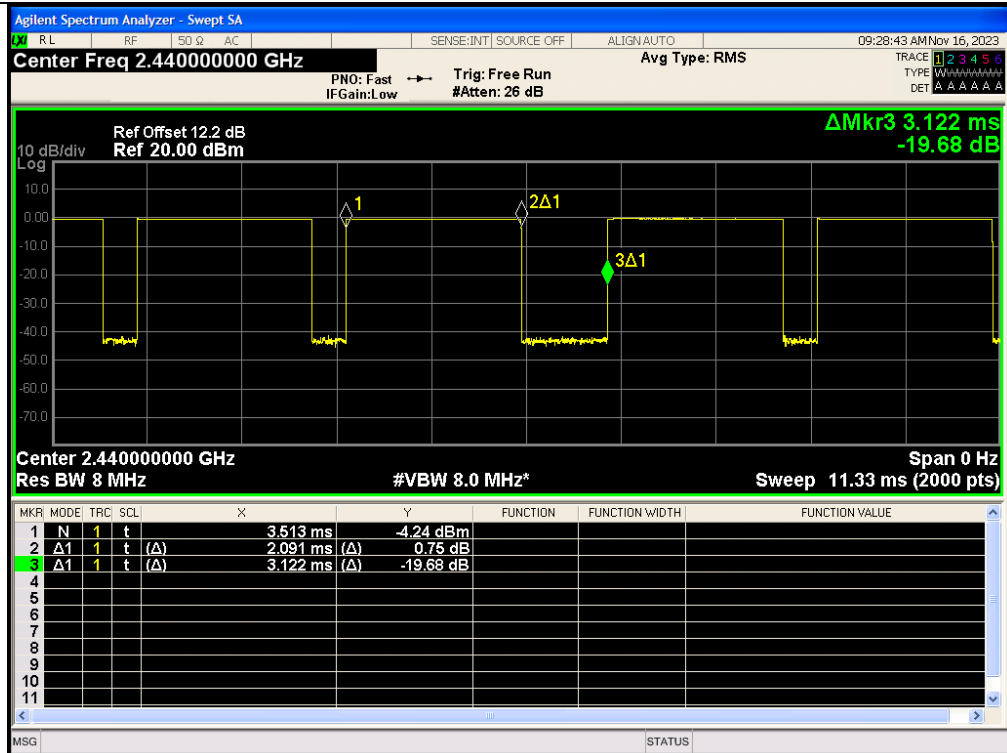 Agilent Spectrum Analyzer - Swept SA
LXI RL RF 50 Ω AC SENSE:INT SOURCE OFF ALIGN AUTO 09:28:43 AM Nov 16, 2023
Center Freq 2.440000000 GHz
PNO: Fast
IFGain:Low
Trig: Free Run
#Atten: 26 dB
Avg Type: RMS
TRACE 1 2 3 4 5 6
TYPE WWWWWW
DET A A A A A A
ΔMkr3 3.122 ms
-19.68 dB
Ref Offset 12.2 dB
10 dB/div Ref 20.00 dBm
Log
10.0
0.00
-10.0
-20.0
-30.0
-40.0
-50.0
-60.0
-70.0
1
2Δ1
3Δ1
Center 2.440000000 GHz Span 0 Hz
Res BW 8 MHz #VBW 8.0 MHz* Sweep 11.33 ms (2000 pts)
MKR MODE TRC SCL X Y FUNCTION FUNCTION WIDTH FUNCTION VALUE
1 N 1 t 3.513 ms -4.24 dBm
2 Δ1 1 t (Δ) 2.091 ms (Δ) 0.75 dB
3 Δ1 1 t (Δ) 3.122 ms (Δ) -19.68 dB
4
5
6
7
8
9
10
11
MSG STATUS